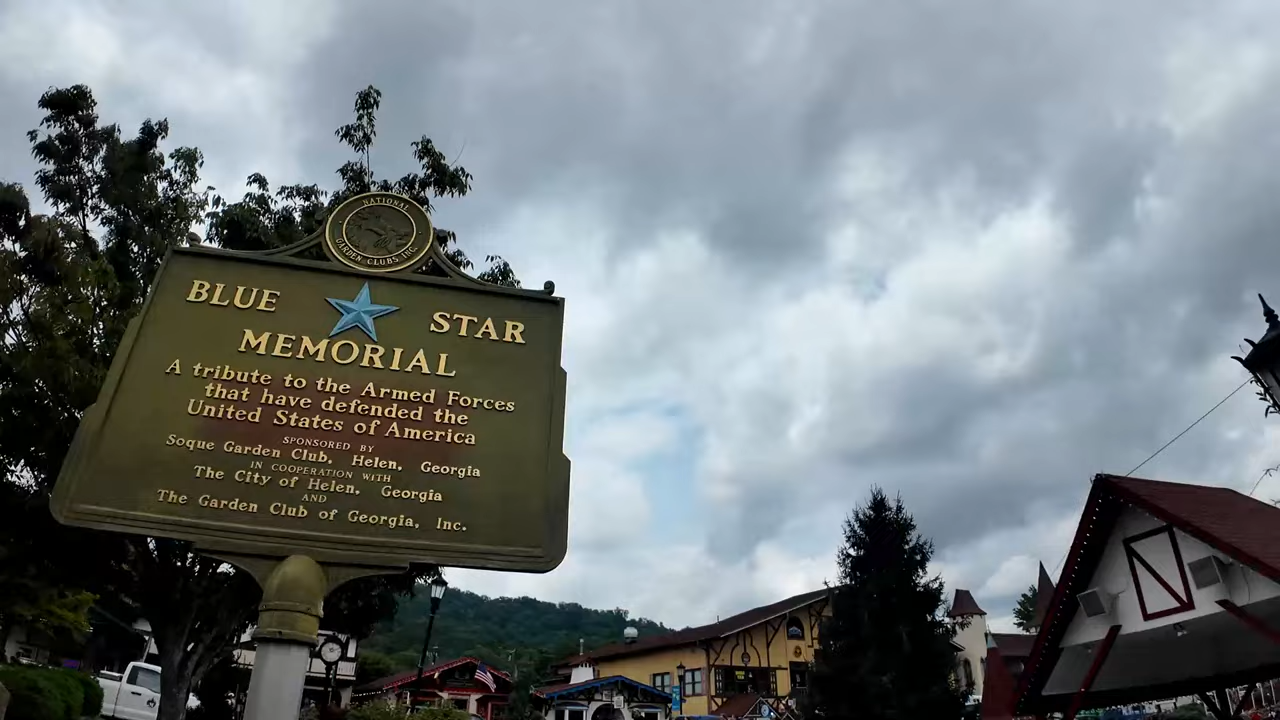 NATIONAL
GARDEN CLUBS, INC.
BLUE STAR
MEMORIAL
A tribute to the Armed Forces
that have defended the
United States of America
SPONSORED BY
Soque Garden Club, Helen, Georgia
IN COOPERATION WITH
The City of Helen, Georgia
AND
The Garden Club of Georgia, Inc.